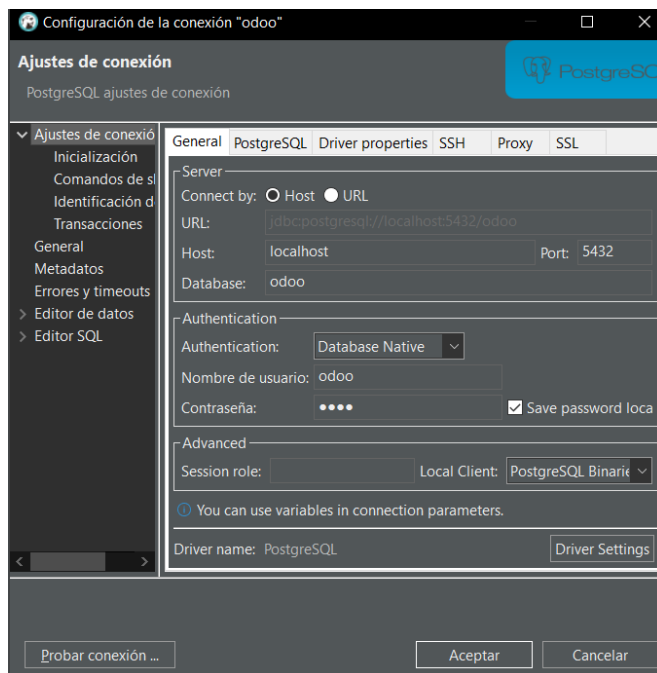 Configuración de la conexión "odoo"
Ajustes de conexión
PostgreSQL ajustes de conexión
PostgreSQ
Ajustes de conexió
Inicialización
Comandos de sl
Identificación d
Transacciones
General
Metadatos
Errores y timeouts
Editor de datos
Editor SQL
General PostgreSQL Driver properties SSH Proxy SSL
Server
Connect by: Host URL
URL: jdbc:postgresql://localhost:5432/odoo
Host: localhost Port: 5432
Database: odoo
Authentication
Authentication: Database Native
Nombre de usuario: odoo
Contraseña: •••• Save password loca
Advanced
Session role: Local Client: PostgreSQL Binarie
You can use variables in connection parameters.
Driver name: PostgreSQL Driver Settings
Probar conexión ... Aceptar Cancelar